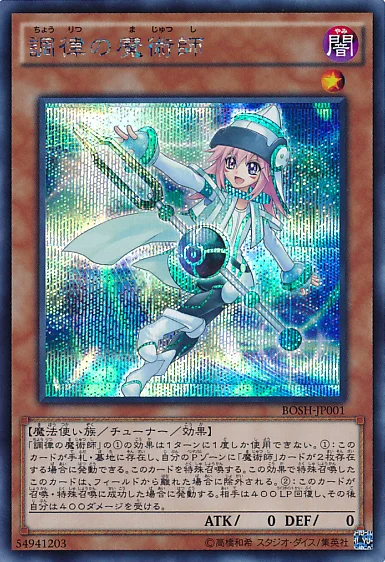 ちょう りつ ま じゅつ し
調律の魔術師
やみ
闇
BOSH-JP001
【魔法使い族／チューナー／効果】
「調律の魔術師」の①の効果は１ターンに１度しか使用できない。①：この
カードが手札・墓地に存在し、自分のＰゾーンに「魔術師」カードが２枚存在
する場合に発動できる。このカードを特殊召喚する。この効果で特殊召喚した
このカードは、フィールドから離れた場合に除外される。②：このカードが
召喚・特殊召喚に成功した場合に発動する。相手は４００ＬＰ回復し、その後
自分は４００ダメージを受ける。
ATK/ 0 DEF/ 0
54941203
©高橋和希 スタジオ・ダイス/集英社